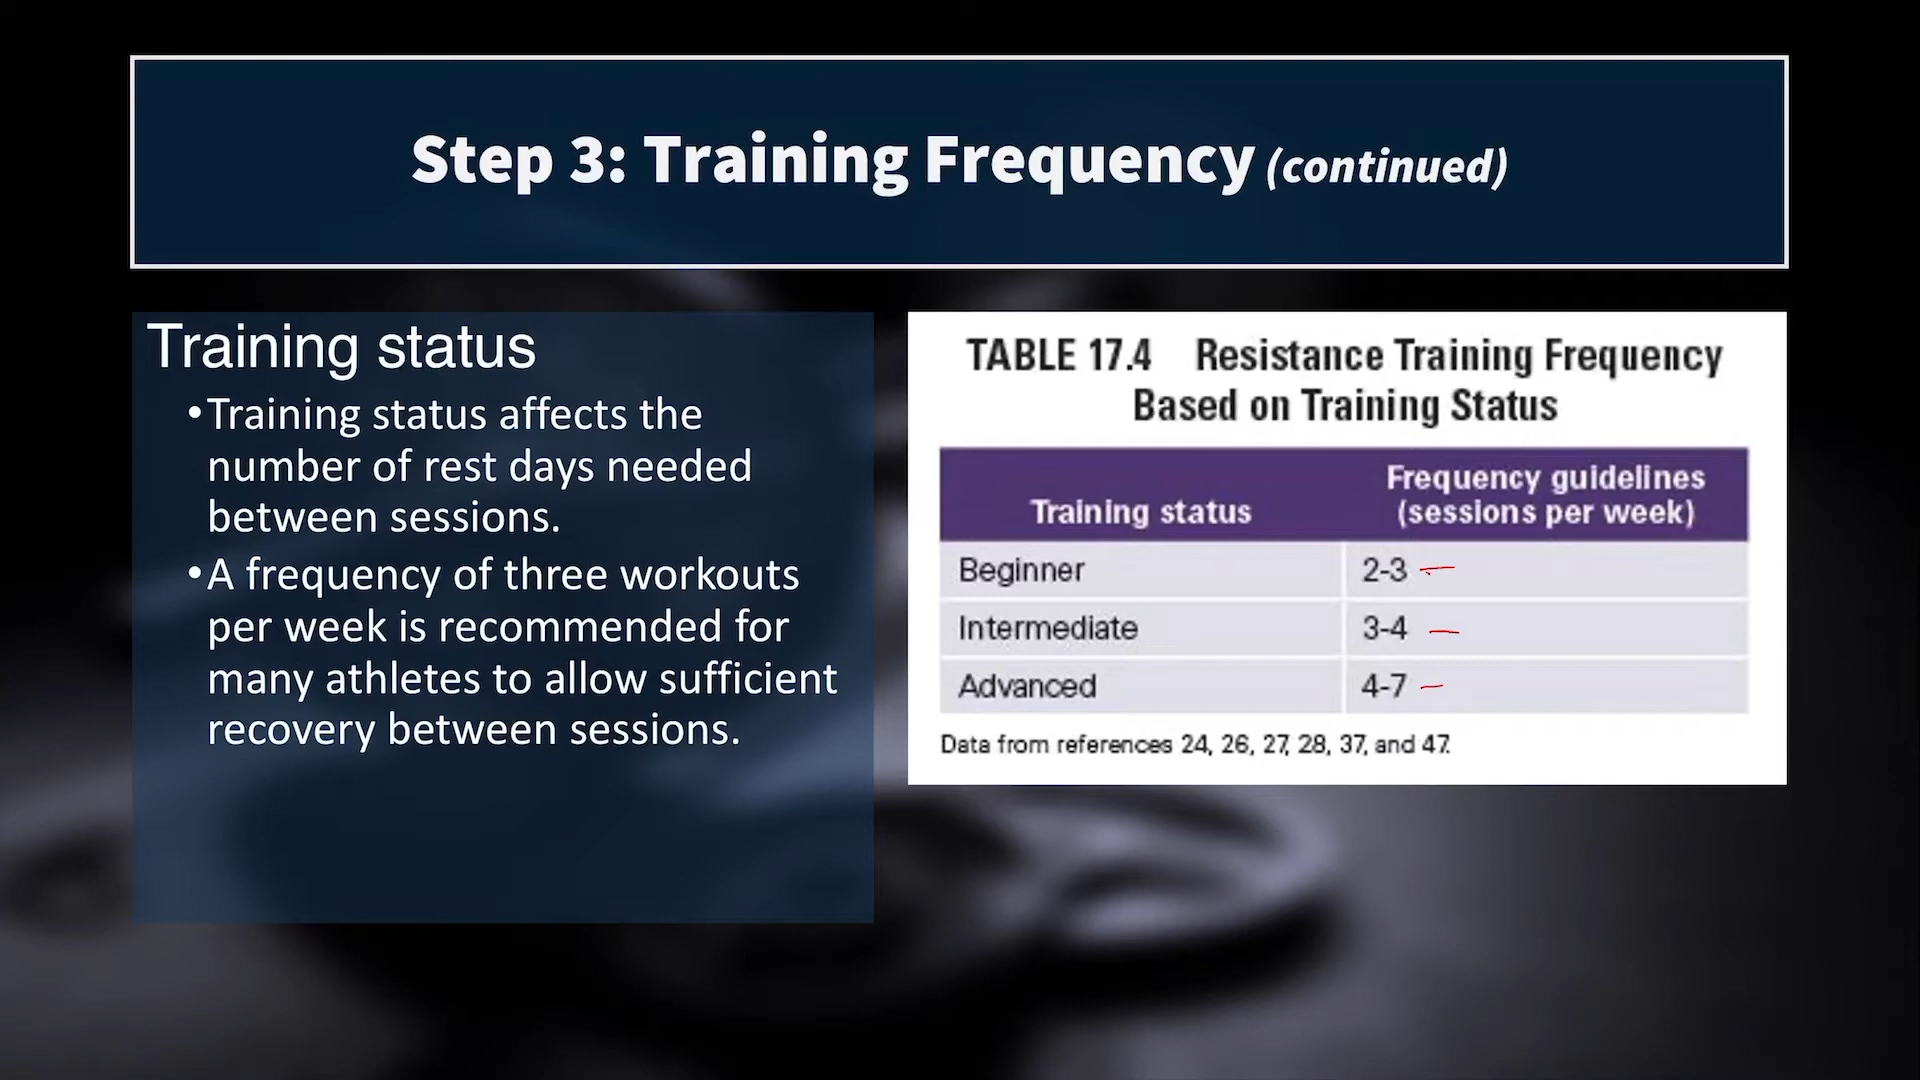 Step 3: Training Frequency (continued)
Training status
•Training status affects the
number of rest days needed
between sessions.
•A frequency of three workouts
per week is recommended for
many athletes to allow sufficient
recovery between sessions.
TABLE 17.4 Resistance Training Frequency
Based on Training Status
Training status
Frequency guidelines
(sessions per week)
Beginner 2-3
Intermediate 3-4
Advanced 4-7
Data from references 24, 26, 27, 28, 37, and 47.